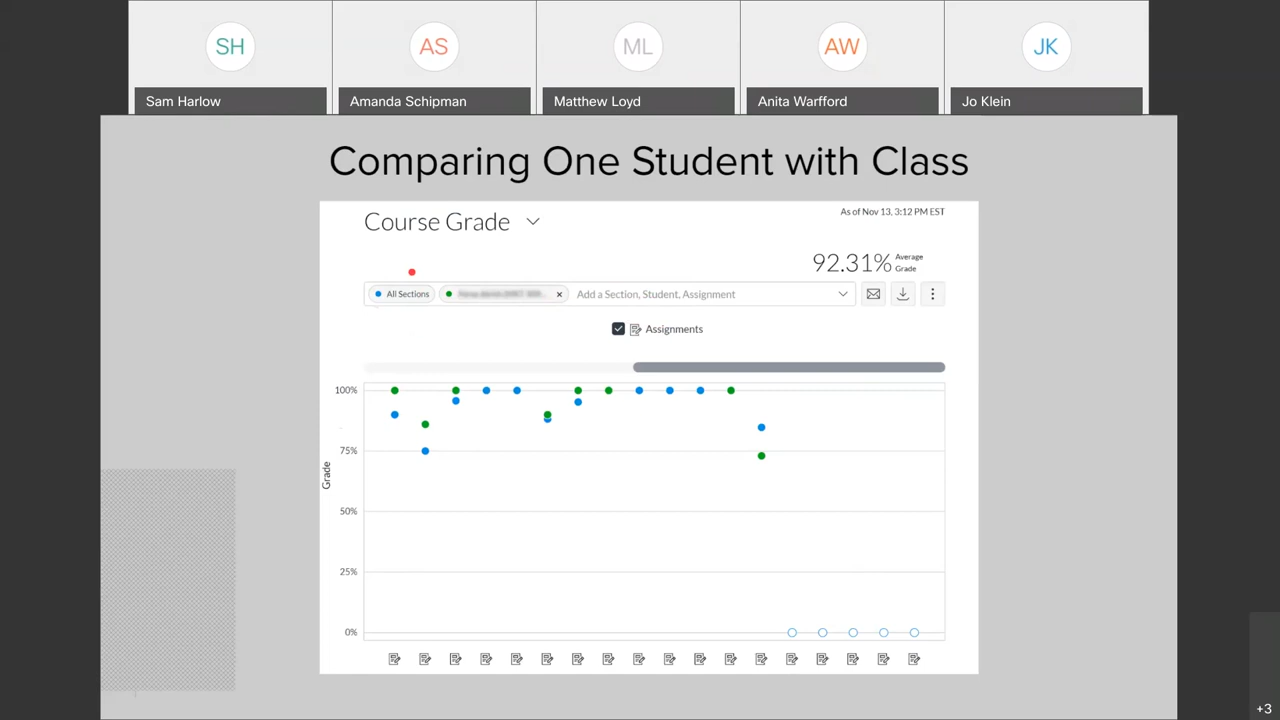 SH
AS
ML
AW
JK
Sam Harlow
Amanda Schipman
Matthew Loyd
Anita Warfford
Jo Klein
Comparing One Student with Class
As of Nov 13, 3:12 PM EST
Course Grade
92.31% Average
Grade
All Sections
Add a Section, Student, Assignment
Assignments
100%
75%
Grade
50%
25%
0%
+3